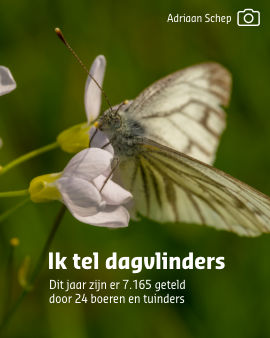 Adriaan Schep
Ik tel dagvlinders
Dit jaar zijn er 7.165 geteld
door 24 boeren en tuinders